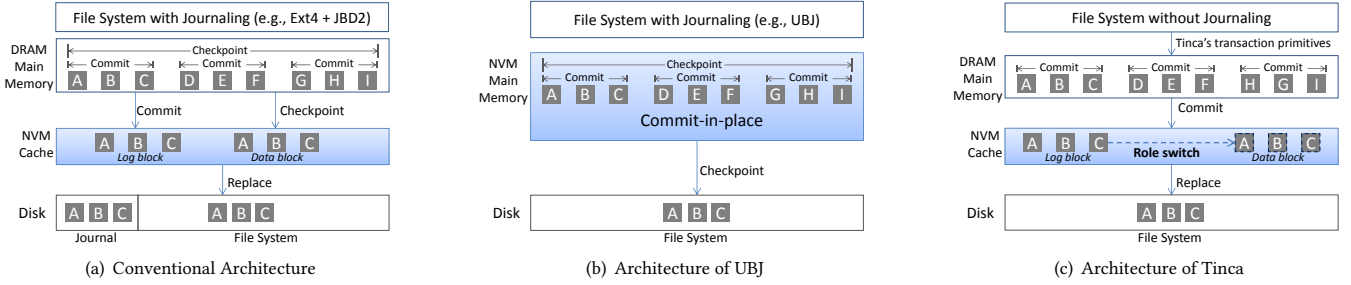 File System with Journaling (e.g., Ext4 + JBD2)
DRAM
Main
Memory
Checkpoint
Commit Commit Commit
A B C D E F G H I
Commit
Checkpoint
NVM
Cache
A B C A B C
Log block Data block
Replace
Disk
A B C A B C
Journal File System
(a) Conventional Architecture
File System with Journaling (e.g., UBJ)
NVM
Main
Memory
Checkpoint
Commit Commit Commit
A B C D E F G H I
Commit-in-place
Checkpoint
Disk
A B C
File System
(b) Architecture of UBJ
File System without Journaling
Tinca's transaction primitives
DRAM
Main
Memory
Commit Commit Commit
A B C D E F H G I
Commit
NVM
Cache
A B C A B C
Log block Role switch Data block
Replace
Disk
A B C
File System
(c) Architecture of Tinca